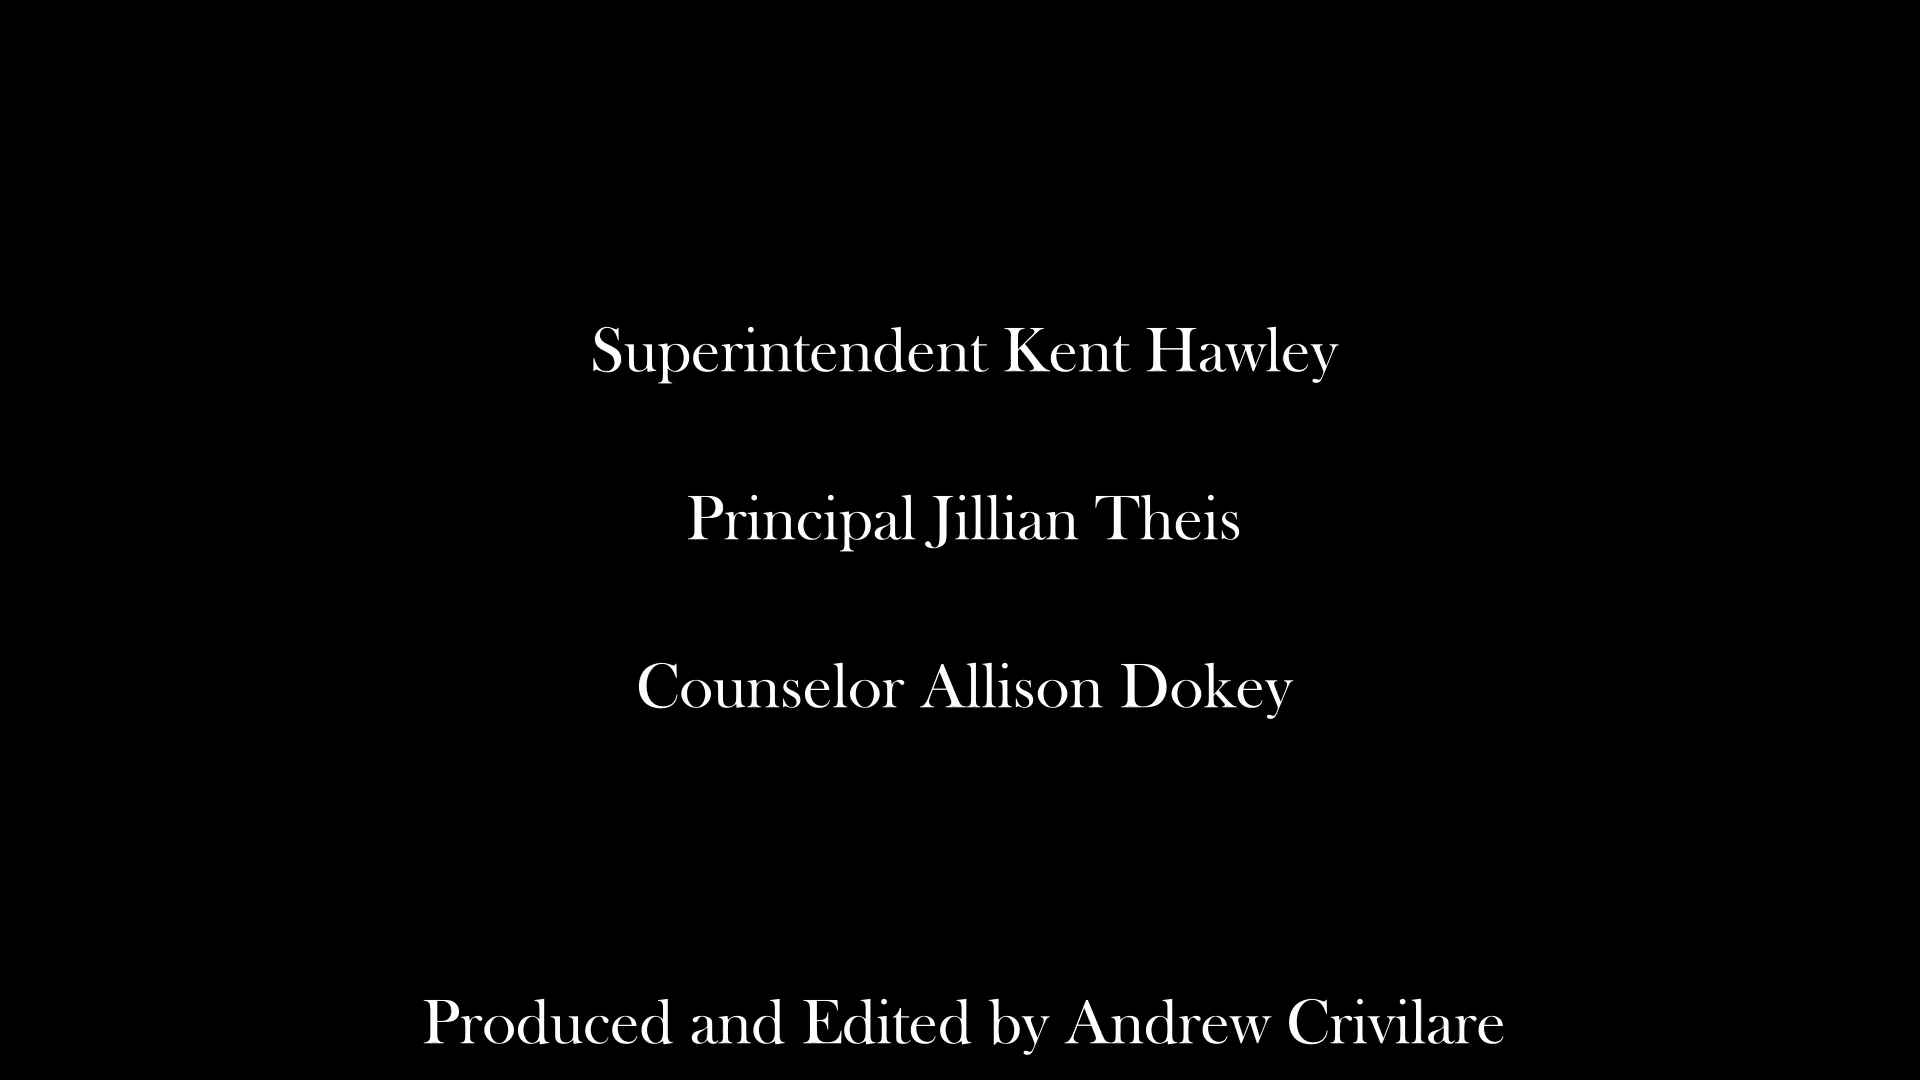 Superintendent Kent Hawley
Principal Jillian Theis
Counselor Allison Dokey
Produced and Edited by Andrew Crivilare